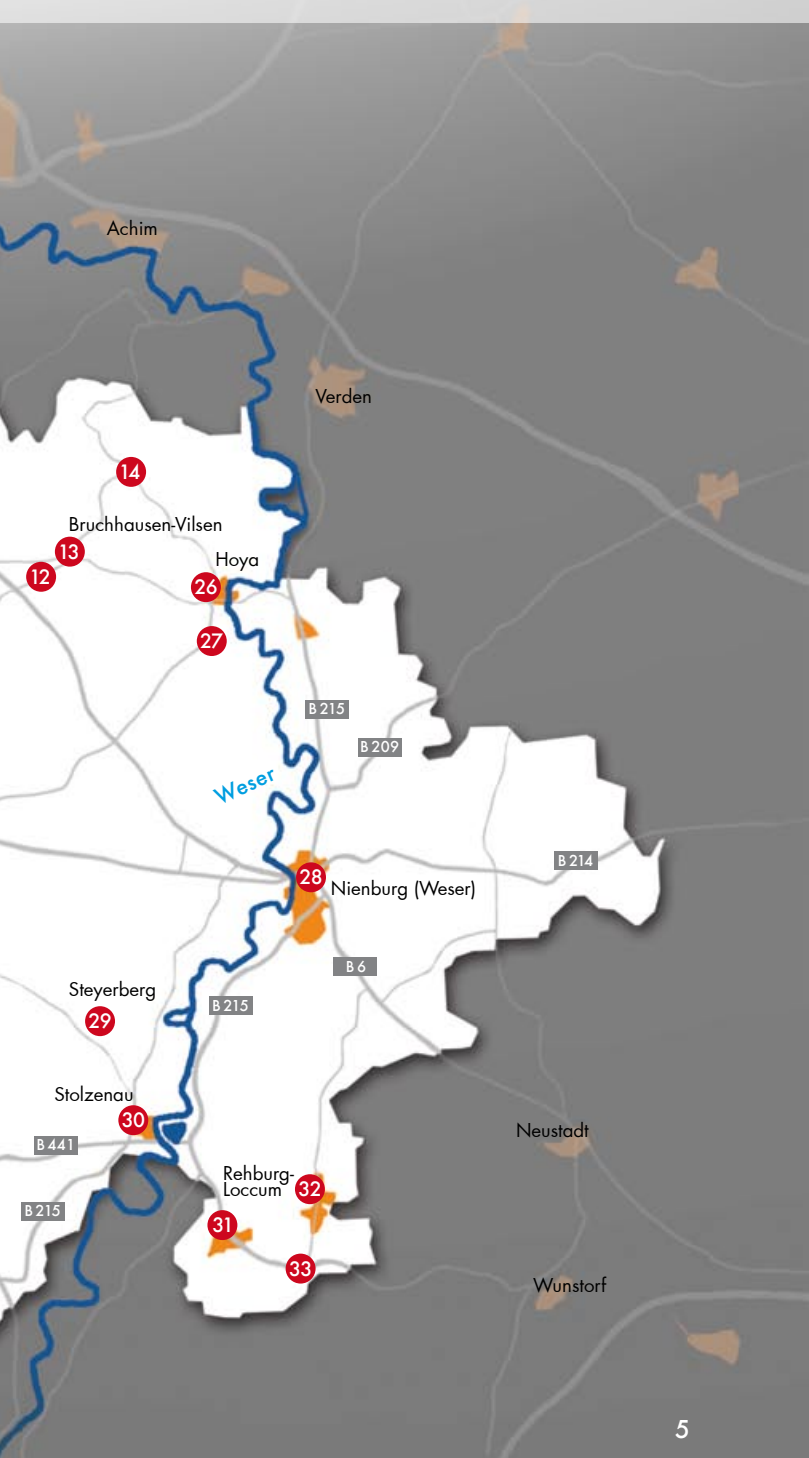 Achim
Verden
14
Bruchhausen-Vilsen
13
12
Hoya
26
27
B 215
B 209
Weser
B 214
28
Nienburg (Weser)
B 6
Steyerberg
29
B 215
Stolzenau
30
B 441
Neustadt
Rehburg-
Loccum
32
B 215
31
33
Wunstorf
5